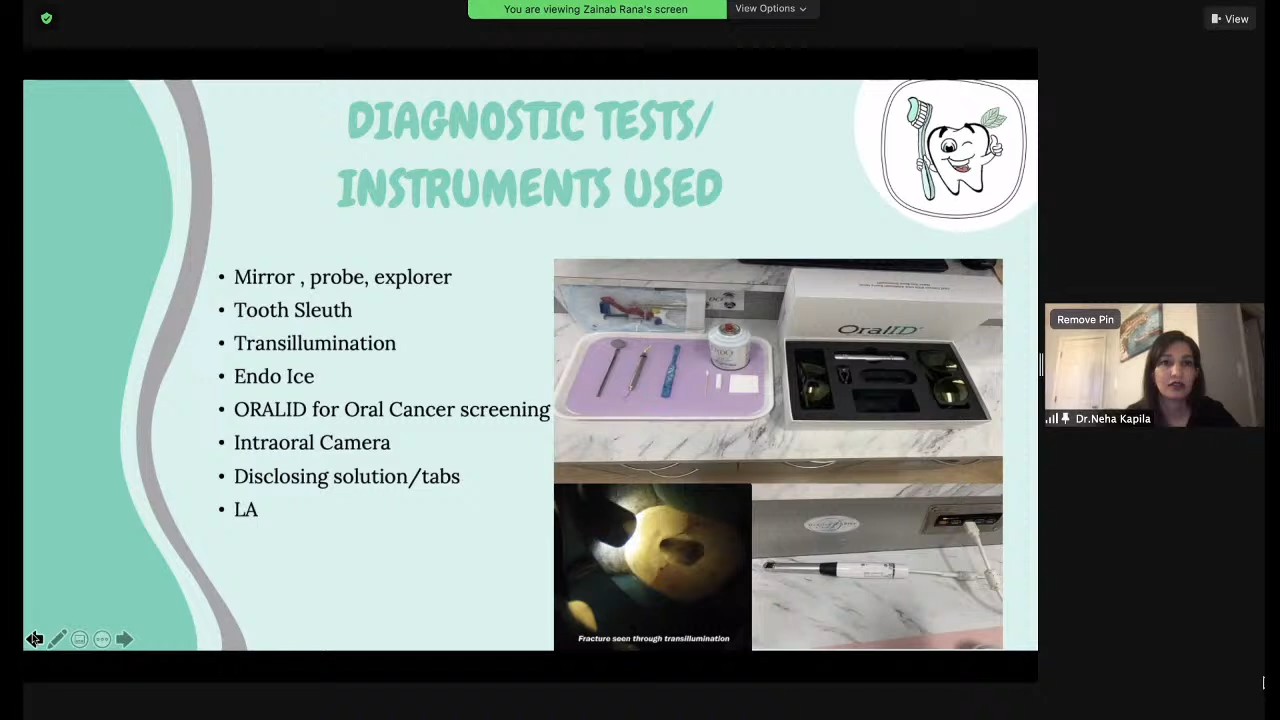 You are viewing Zainab Rana's screen
View Options
View
DIAGNOSTIC TESTS/
INSTRUMENTS USED
• Mirror , probe, explorer
• Tooth Sleuth
• Transillumination
• Endo Ice
• ORALID for Oral Cancer screening
• Intraoral Camera
• Disclosing solution/tabs
• LA
OralID
Fracture seen through transillumination
Remove Pin
Dr.Neha Kapila